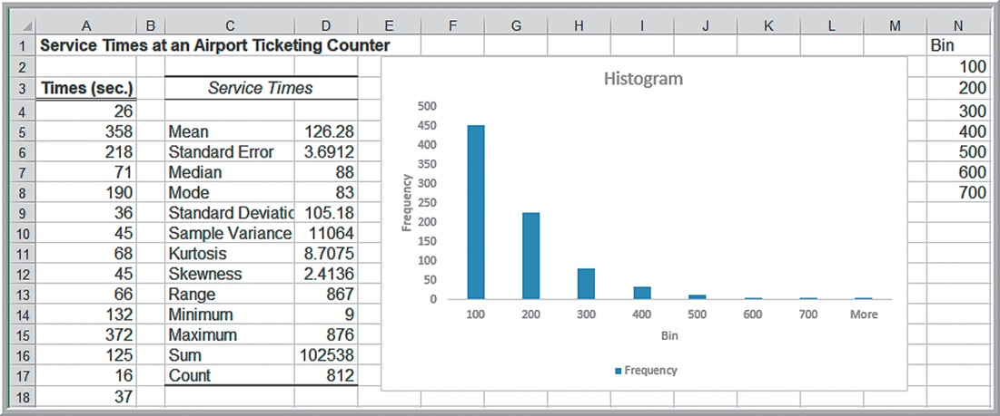 A B C D E F G H I J K L M N
1 Service Times at an Airport Ticketing Counter Bin
2 100
3 Times (sec.) Service Times 200
4 26 300
5 358 Mean 126.28 400
6 218 Standard Error 3.6912 500
7 71 Median 88 600
8 190 Mode 83 700
9 36 Standard Deviatic 105.18
10 45 Sample Variance 11064
11 68 Kurtosis 8.7075
12 45 Skewness 2.4136
13 66 Range 867
14 132 Minimum 9
15 372 Maximum 876
16 125 Sum 102538
17 16 Count 812
18 37
Histogram
Frequency
500
450
400
350
300
250
200
150
100
50
0
100 200 300 400 500 600 700 More
Bin
Frequency